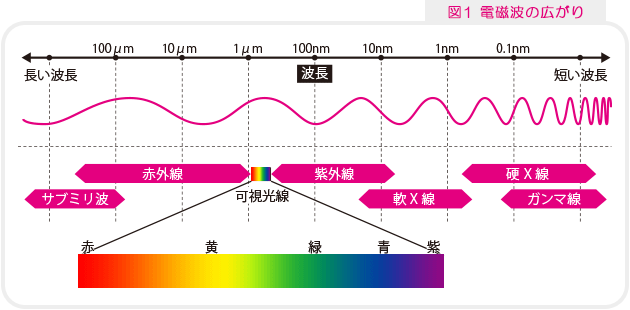 図1 電磁波の広がり
100μm 10μm 1μm 100nm 10nm 1nm 0.1nm
長い波長 波長 短い波長
赤外線 紫外線 硬X線
サブミリ波 可視光線 軟X線 ガンマ線
赤 黄 緑 青 紫